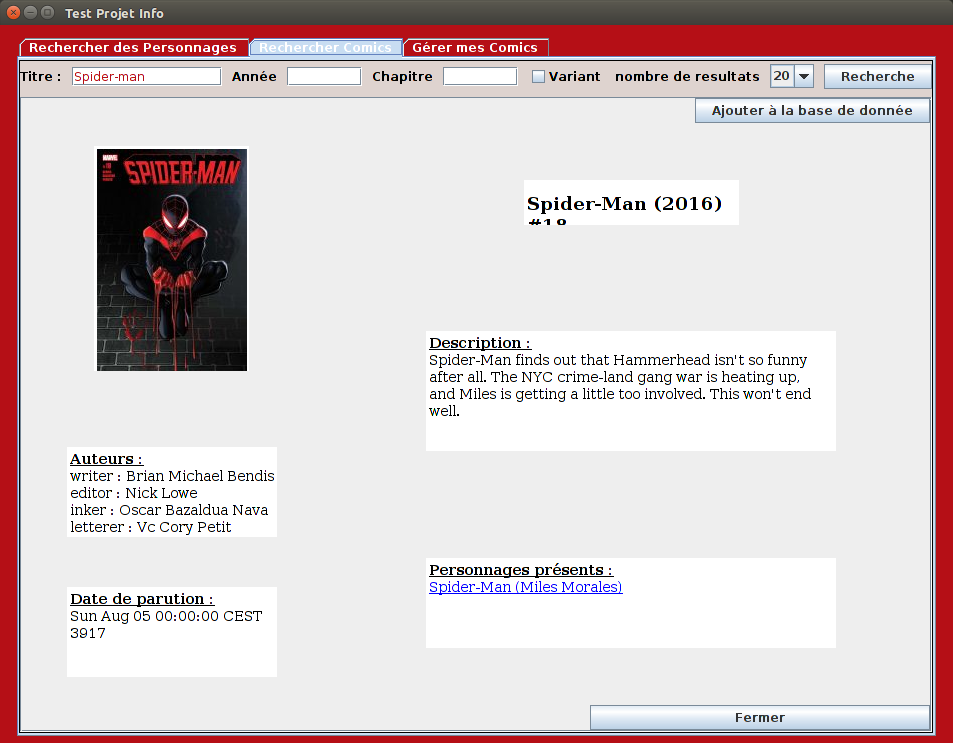 Test Projet Info
Rechercher des Personnages Rechercher Comics Gérer mes Comics
Titre : Spider-man Année Chapitre Variant nombre de resultats 20 Recherche
Ajouter à la base de donnée
MARVEL
SPIDER-MAN
Spider-Man (2016)
#18
Description :
Spider-Man finds out that Hammerhead isn't so funny
after all. The NYC crime-land gang war is heating up,
and Miles is getting a little too involved. This won't end
well.
Auteurs :
writer : Brian Michael Bendis
editor : Nick Lowe
inker : Oscar Bazaldua Nava
letterer : Vc Cory Petit
Personnages présents :
Spider-Man (Miles Morales)
Date de parution :
Sun Aug 05 00:00:00 CEST
3917
Fermer